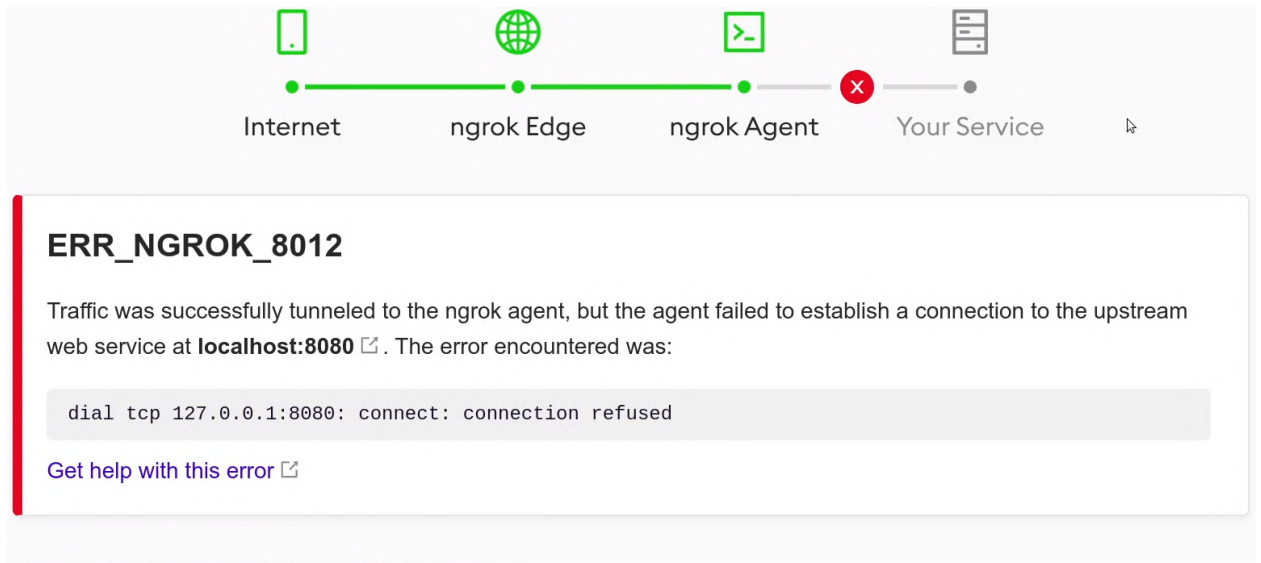 Internet
ngrok Edge
ngrok Agent
X
Your Service
ERR_NGROK_8012
Traffic was successfully tunneled to the ngrok agent, but the agent failed to establish a connection to the upstream
web service at localhost:8080 . The error encountered was:
dial tcp 127.0.0.1:8080: connect: connection refused
Get help with this error